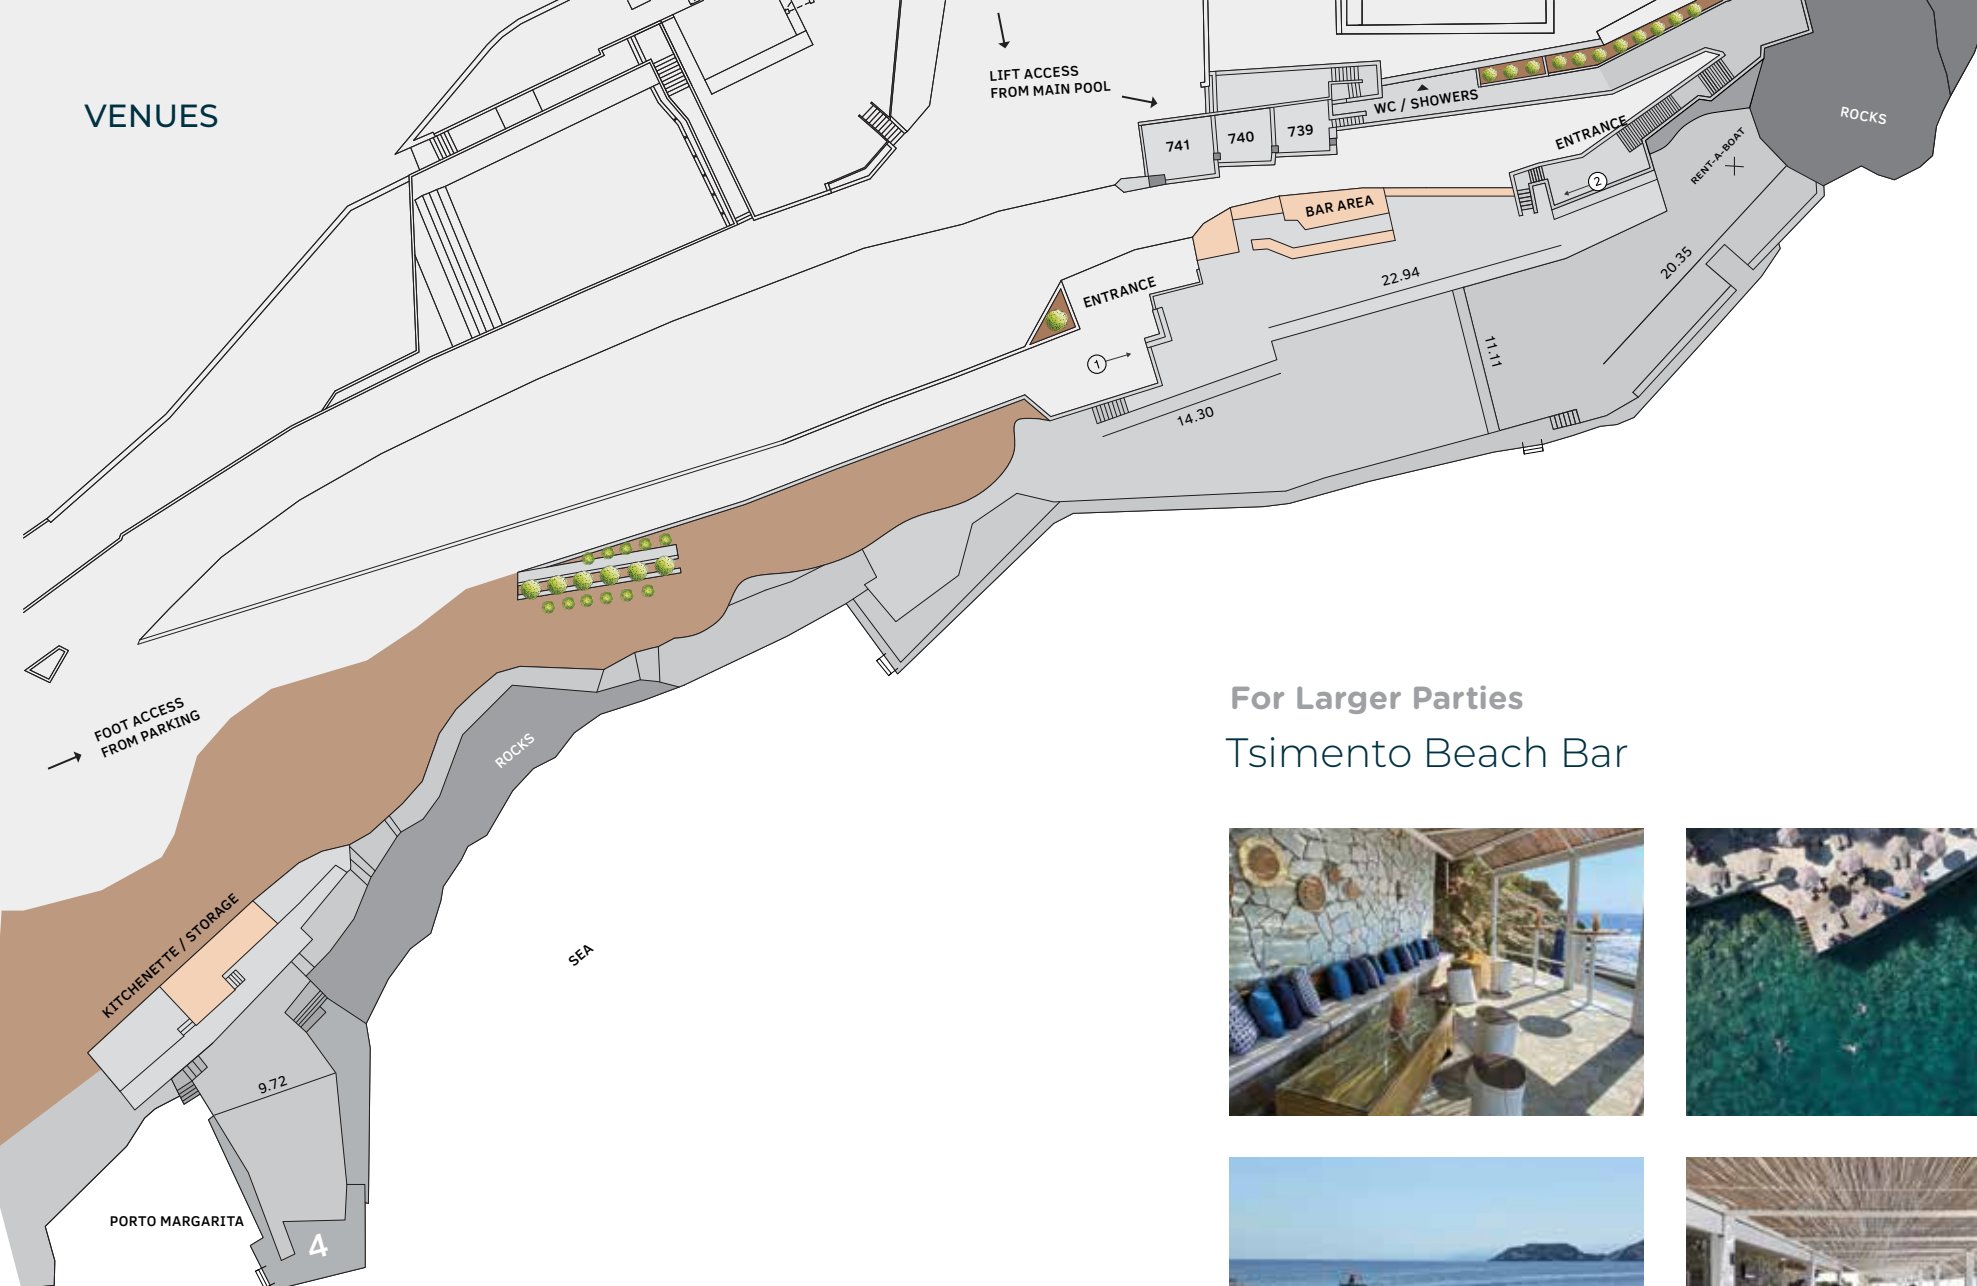 VENUES
LIFT ACCESS
FROM MAIN POOL
WC / SHOWERS
741
740
739
ENTRANCE
2
RENT-A-BOAT
ROCKS
BAR AREA
22.94
20.35
ENTRANCE
1
11.11
14.30
FOOT ACCESS
FROM PARKING
ROCKS
For Larger Parties
Tsimento Beach Bar
KITCHENETTE / STORAGE
SEA
9.72
PORTO MARGARITA
4